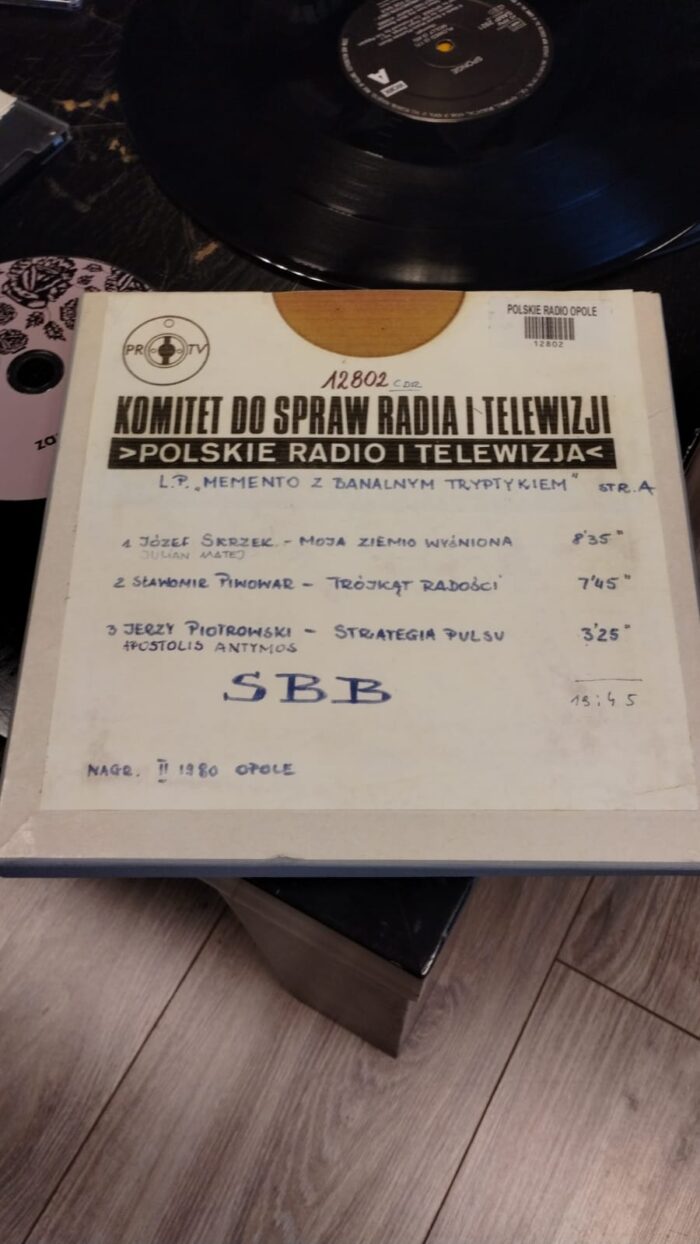 SPONGE
A
POLSKIE RADIO OPOLE
12802
PR TV
12802 CDR
KOMITET DO SPRAW RADIA I TELEWIZJI
>POLSKIE RADIO I TELEWIZJA<
L.P. „MEMENTO Z BANALNYM TRYPTYKIEM" STR. A
1 JÓZEF SKRZEK. - MOJA ZIEMIO WYŚNIONA 8'35"
JULIAN MATEJ
2 SŁAWOMIR PIWOWAR - TRÓJKĄT RADOŚCI 7'45"
3 JERZY PIOTROWSKI - STRATEGIA PULSU 3'25"
APOSTOLIS ANTYMOS
SBB
19:45
NAGR. II 1980 OPOLE